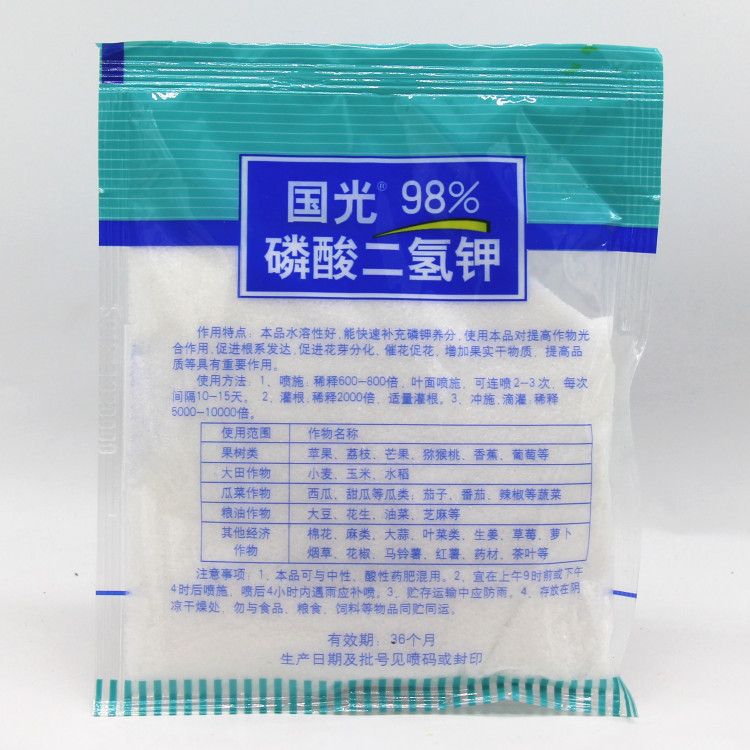 国光® 98%
磷酸二氢钾
作用特点：本品水溶性好，能快速补充磷钾养分，使用本品对提高作物光
合作用，促进根系发达，促进花芽分化、催花促花，增加果实干物质，提高品
质等具有重要作用。
使用方法：1、喷施：稀释600-800倍，叶面喷施，可连喷2-3次，每次
间隔10-15天。2、灌根：稀释2000倍，适量灌根。3、冲施、滴灌：稀释
5000-10000倍。
使用范围 作物名称
果树类 苹果、荔枝、芒果、猕猴桃、香蕉、葡萄等
大田作物 小麦、玉米、水稻
瓜菜作物 西瓜、甜瓜等瓜类；茄子、番茄、辣椒等蔬菜
粮油作物 大豆、花生、油菜、芝麻等
其他经济 棉花、麻类、大蒜、叶菜类、生姜、草莓、萝卜
作物 烟草、花椒、马铃薯、红薯、药材、茶叶等
注意事项：1、本品可与中性、酸性药肥混用。2、宜在上午9时前或下午
4时后喷施，喷后4小时内遇雨应补喷。3、贮存运输中应防雨。4、存放在阴
凉干燥处，勿与食品、粮食、饲料等物品同贮同运。
有效期：36个月
生产日期及批号见喷码或封印